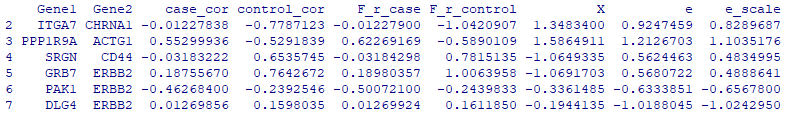 Gene1 Gene2 case_cor control_cor F_r_case F_r_control X e e_scale
2 ITGA7 CHRNA1 -0.01227838 -0.7787123 -0.01227900 -1.0420907 1.3483400 0.9247459 0.8289687
3 PPP1R9A ACTG1 0.55299936 -0.5291839 0.62269169 -0.5890109 1.5864911 1.2126703 1.1035176
4 SRGN CD44 -0.03183222 0.6535745 -0.03184298 0.7815135 -1.0649335 0.5624463 0.4834995
5 GRB7 ERBB2 0.18755670 0.7642672 0.18980357 1.0063958 -1.0691703 0.5680722 0.4888641
6 PAK1 ERBB2 -0.46268400 -0.2392546 -0.50072100 -0.2439833 -0.3361485 -0.6333851 -0.6567800
7 DLG4 ERBB2 0.01269856 0.1598035 0.01269924 0.1611850 -0.1944135 -1.0188045 -1.0242950